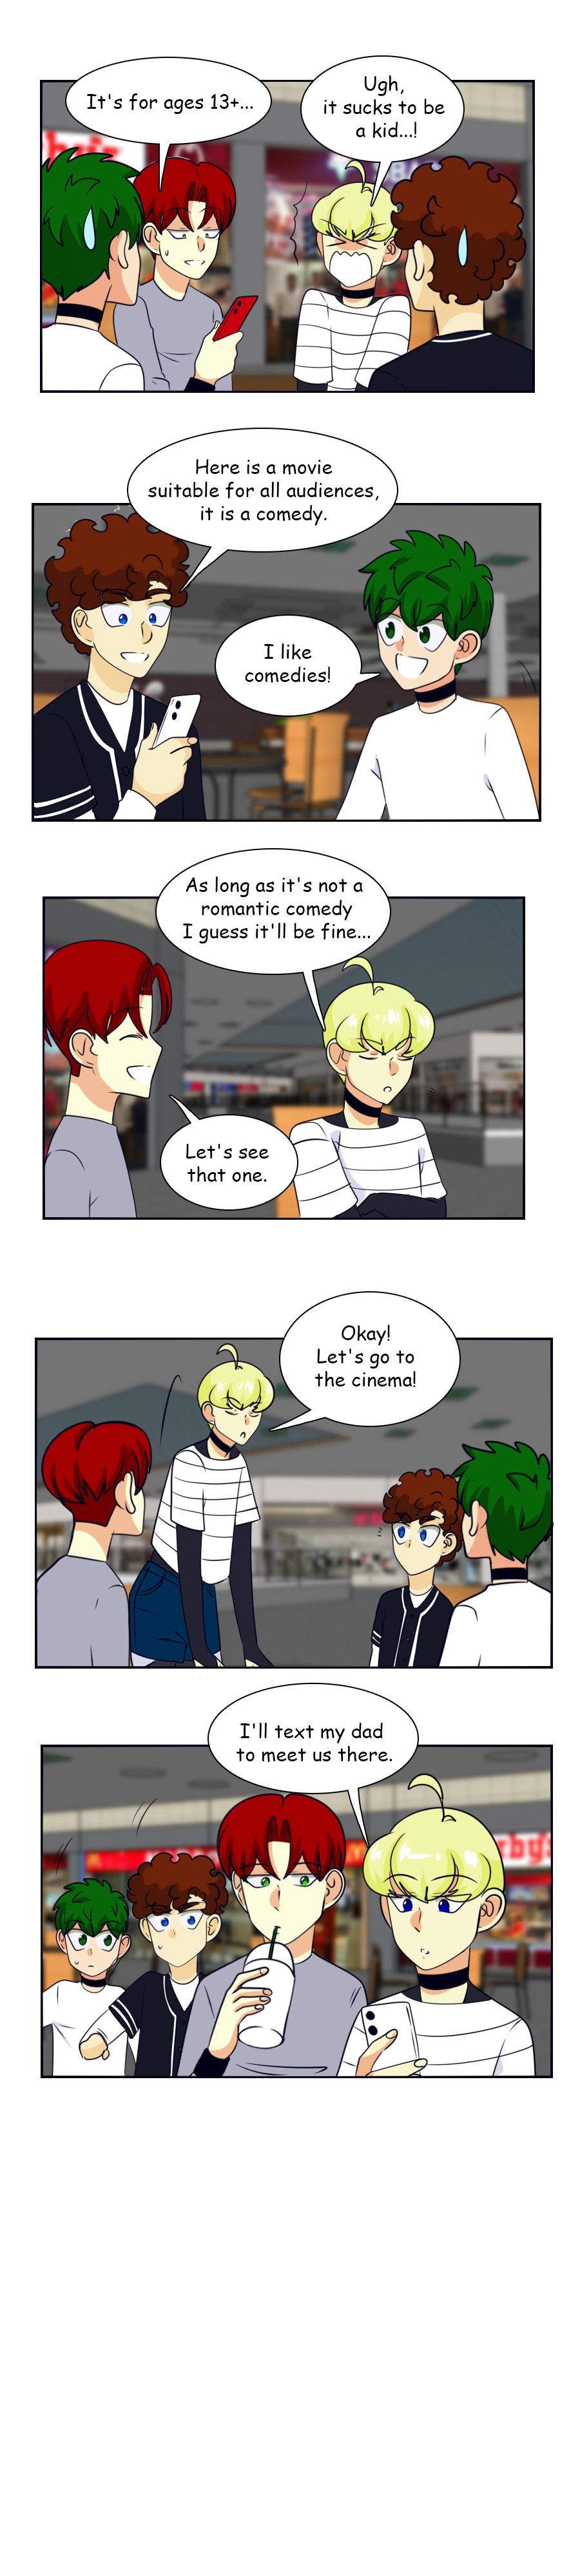 It's for ages 13+...
Ugh,
it sucks to be
a kid...!
Here is a movie
suitable for all audiences,
it is a comedy.
I like
comedies!
As long as it's not a
romantic comedy
I guess it'll be fine...
Let's see
that one.
Okay!
Let's go to
the cinema!
I'll text my dad
to meet us there.
rby's